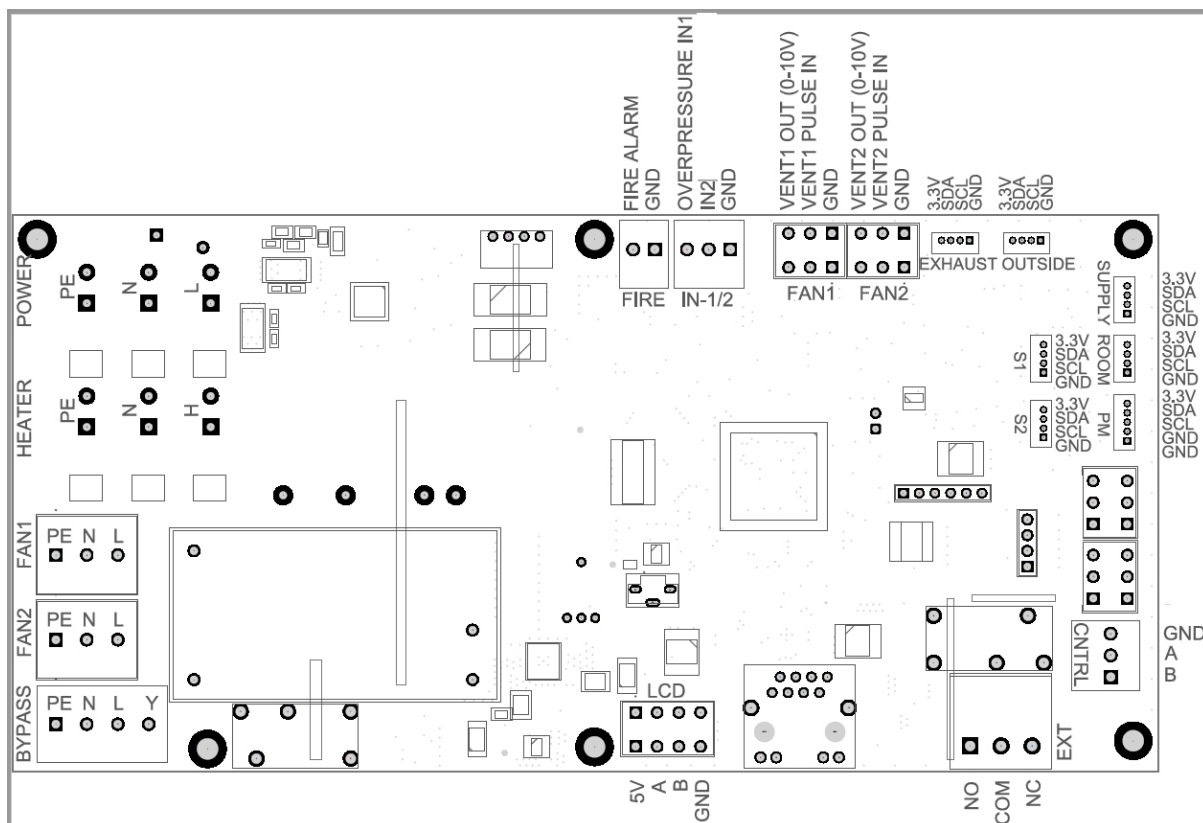 FIRE ALARM
GND
OVERPRESSURE IN1
IN2
GND
VENT1 OUT (0-10V)
VENT1 PULSE IN
GND
VENT2 OUT (0-10V)
VENT2 PULSE IN
GND
3.3V
SDA
SCL
GND
3.3V
SDA
SCL
GND
FIRE
IN-1/2
FAN1
FAN2
EXHAUST
OUTSIDE
POWER
PE
N
L
SUPPLY
3.3V
SDA
SCL
GND
S1
3.3V
SDA
SCL
GND
ROOM
3.3V
SDA
SCL
GND
HEATER
PE
N
H
S2
3.3V
SDA
SCL
GND
PM
3.3V
SDA
SCL
GND
GND
FAN1
PE N L
FAN2
PE N L
BYPASS
PE N L Y
LCD
5V
A
B
GND
CNTRL
GND
A
B
EXT
NO
COM
NC